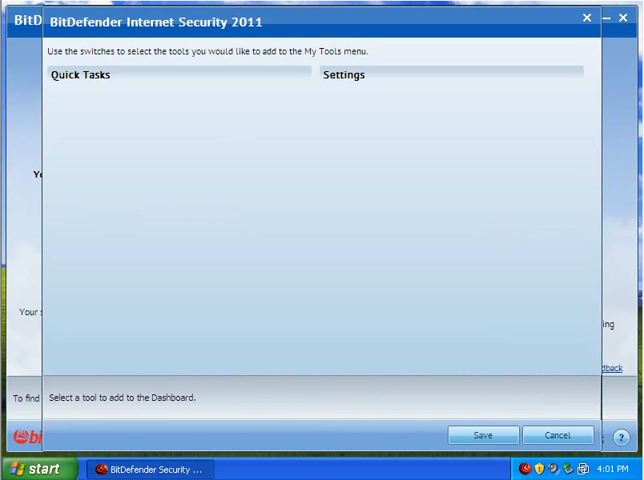 BitD
BitDefender Internet Security 2011
Use the switches to select the tools you would like to add to the My Tools menu.
Quick Tasks
Settings
Your
ing
dback
To find
Select a tool to add to the Dashboard.
bi
Save
Cancel
?
start
BitDefender Security ...
4:01 PM